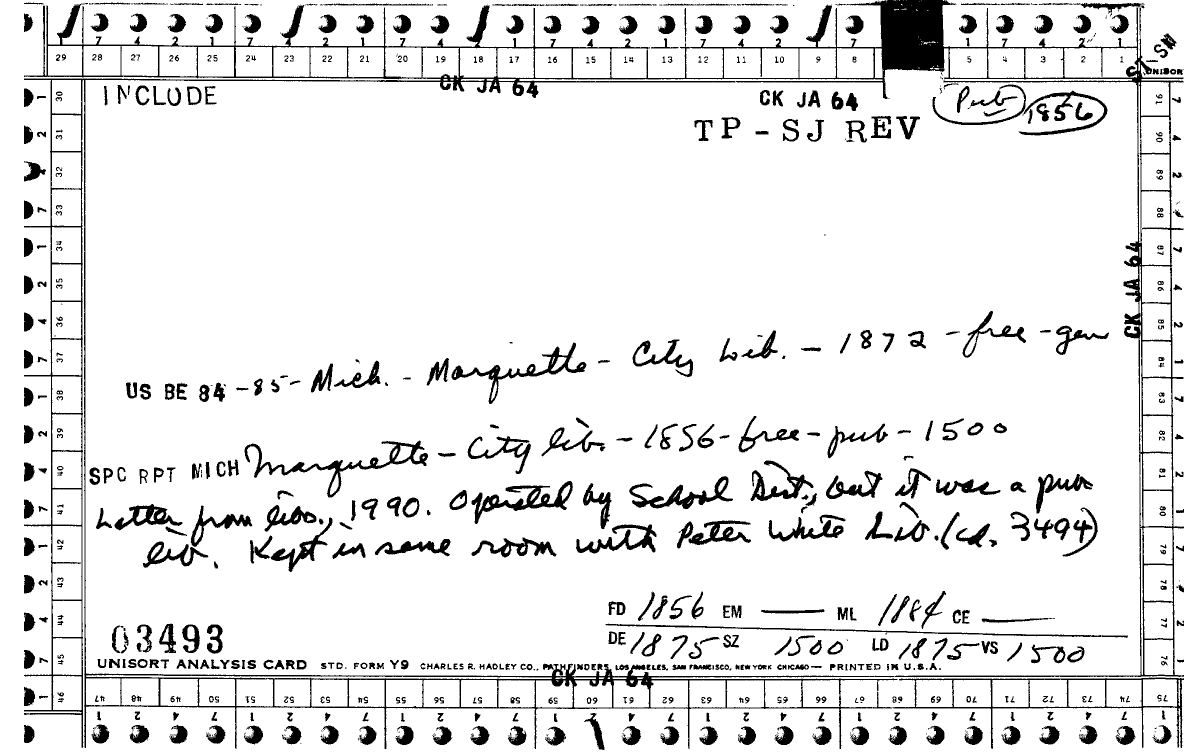 7 4 2 1 7 4 2 1 7 4 2 1 7 4 2 1 7 4 2 1 7 1 7 4 2 1
29 28 27 26 25 24 23 22 21 20 19 18 17 16 15 14 13 12 11 10 9 8 5 4 3 2 1
UNISORT
CK JA 64
CK JA 64
INCLUDE
Pub 1856
TP - SJ REV
CK JA 64
US BE 84-85- Mich. - Marquette - City Lib. - 1872 - free - gen
SPC RPT MICH Marquette - City lib. - 1856 - free - pub - 1500
Letter from libn., 1990. Operated by School Dist., but it was a pub
lib. Kept in same room with Peter White Lib. (cd. 3494)
FD 1856 EM — ML 1884 CE —
DE 1875 SZ 1500 LD 1875 VS 1500
03493
UNISORT ANALYSIS CARD STD. FORM Y9 CHARLES R. HADLEY CO., PATHFINDERS, LOS ANGELES, SAN FRANCISCO, NEW YORK CHICAGO — PRINTED IN U.S.A.
CK JA 64
30 31 32 33 34 35 36 37 38 39 40 41 42 43 44 45 46
91 90 89 88 87 86 85 84 83 82 81 80 79 78 77 76
47 48 49 50 51 52 53 54 55 56 57 58 59 60 61 62 63 64 65 66 67 68 69 70 71 72 73 74 75